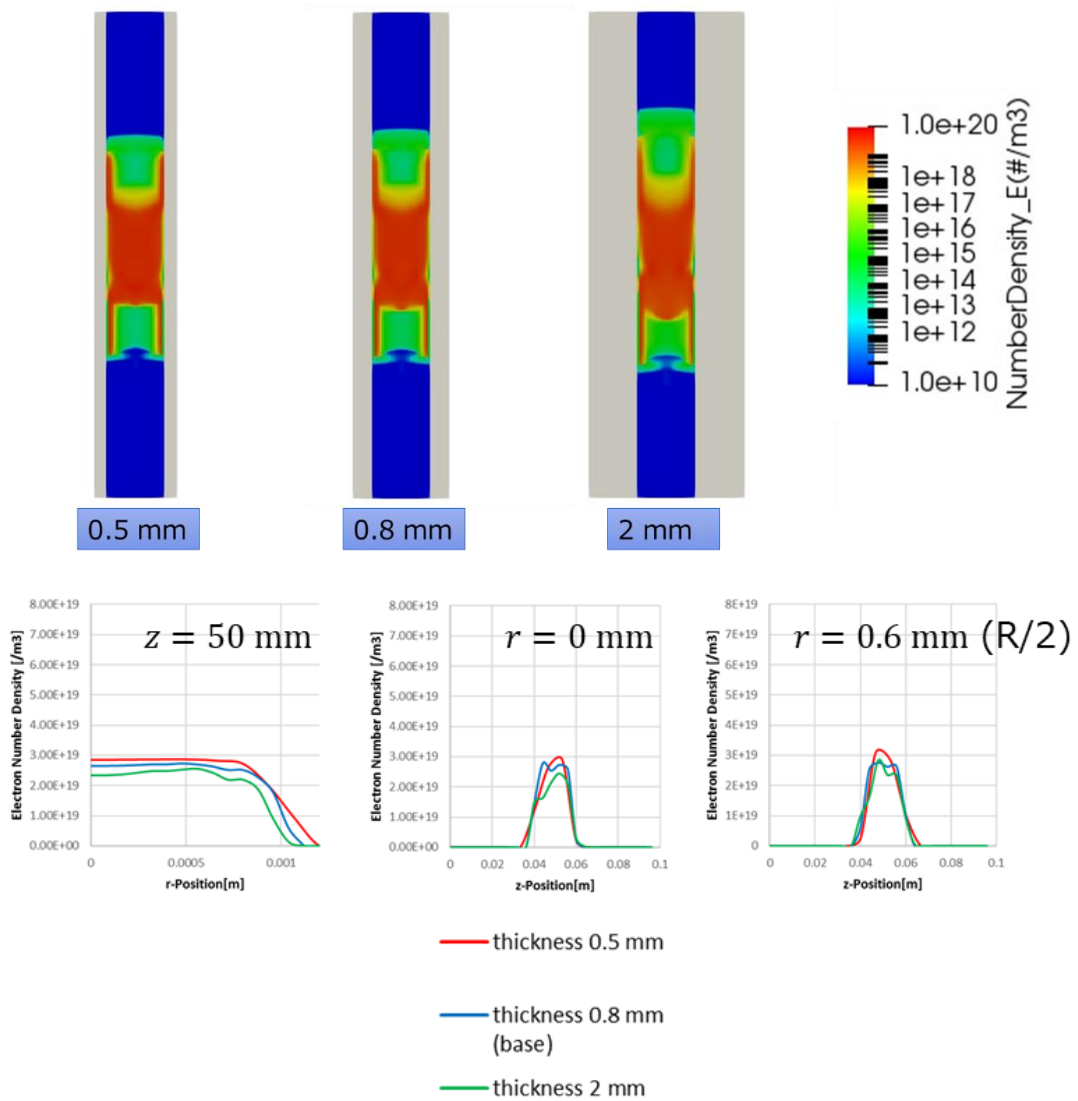 1.0e+20
1e+18
1e+17
1e+16
1e+15
1e+14
1e+13
1e+12
1.0e+10
NumberDensity_E(#/m3)
0.5 mm
0.8 mm
2 mm
z = 50 mm
8.00E+19
7.00E+19
6.00E+19
5.00E+19
4.00E+19
3.00E+19
2.00E+19
1.00E+19
0.00E+00
Electron Number Density [/m3]
0
0.0005
0.001
r-Position[m]
r = 0 mm
8.00E+19
7.00E+19
6.00E+19
5.00E+19
4.00E+19
3.00E+19
2.00E+19
1.00E+19
0.00E+00
Electron Number Density [/m3]
0
0.02
0.04
0.06
0.08
0.1
z-Position[m]
r = 0.6 mm (R/2)
8E+19
7E+19
6E+19
5E+19
4E+19
3E+19
2E+19
1E+19
0
Electron Number Density [/m3]
0
0.02
0.04
0.06
0.08
0.1
z-Position[m]
thickness 0.5 mm
thickness 0.8 mm
(base)
thickness 2 mm